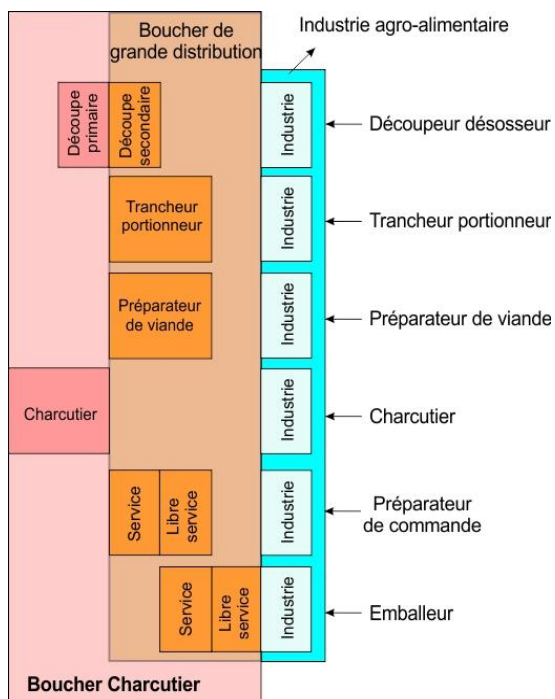 Boucher de
grande distribution
Industrie agro-alimentaire
Découpe
primaire
Découpe
secondaire
Industrie
Découpeur désosseur
Trancheur
portionneur
Industrie
Trancheur portionneur
Préparateur
de viande
Industrie
Préparateur de viande
Charcutier
Industrie
Charcutier
Service
Libre
service
Industrie
Préparateur
de commande
Service
Libre
service
Industrie
Emballeur
Boucher Charcutier